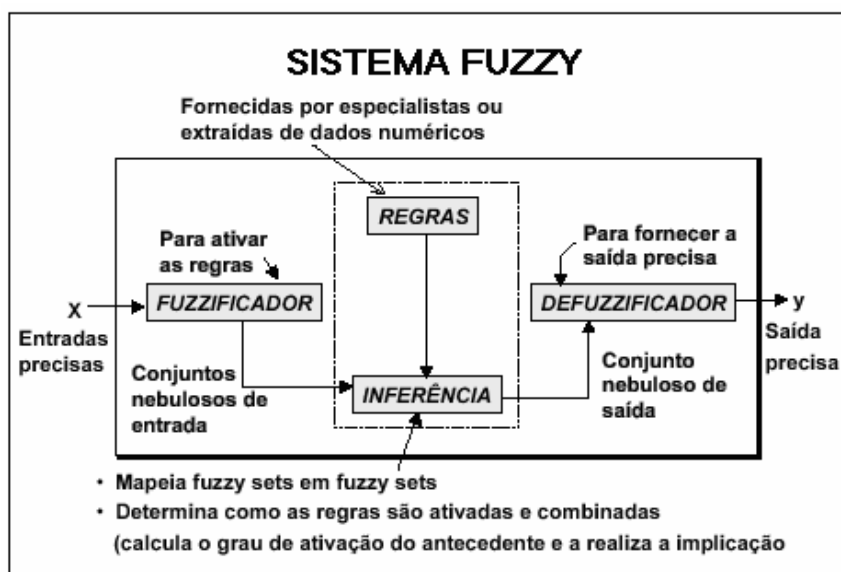 SISTEMA FUZZY
Fornecidas por especialistas ou
extraídas de dados numéricos
REGRAS
Para ativar
as regras
Para fornecer a
saída precisa
X
FUZZIFICADOR
DEFUZZIFICADOR
y
Entradas
precisas
Saída
precisa
Conjuntos
nebulosos de
entrada
INFERÊNCIA
Conjunto
nebuloso de
saída
• Mapeia fuzzy sets em fuzzy sets
• Determina como as regras são ativadas e combinadas
(calcula o grau de ativação do antecedente e a realiza a implicação